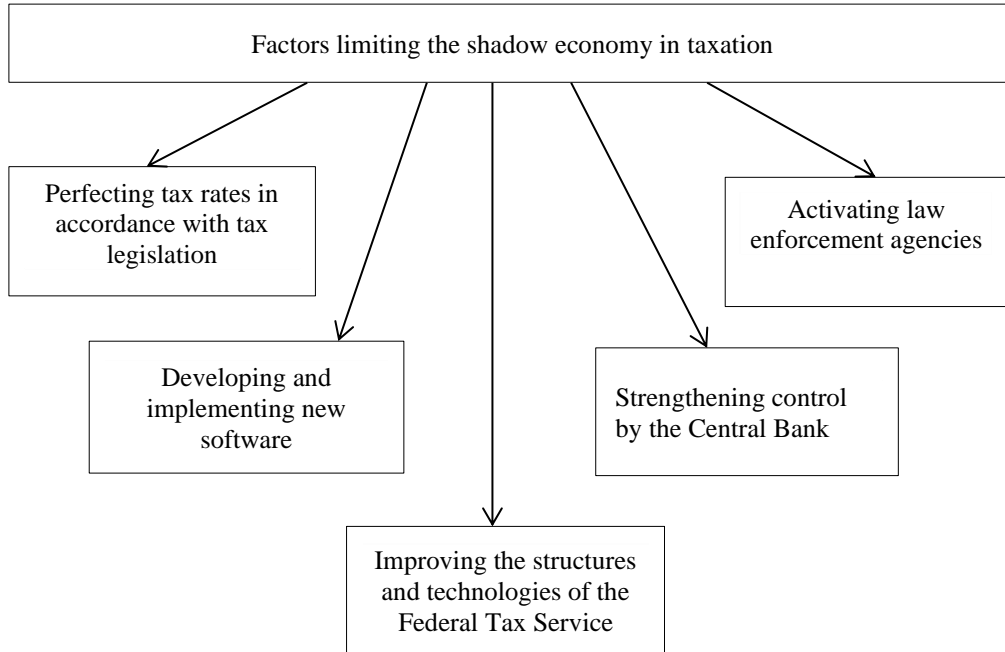 Factors limiting the shadow economy in taxation
Perfecting tax rates in
accordance with tax
legislation
Activating law
enforcement agencies
Developing and
implementing new
software
Strengthening control
by the Central Bank
Improving the structures
and technologies of the
Federal Tax Service